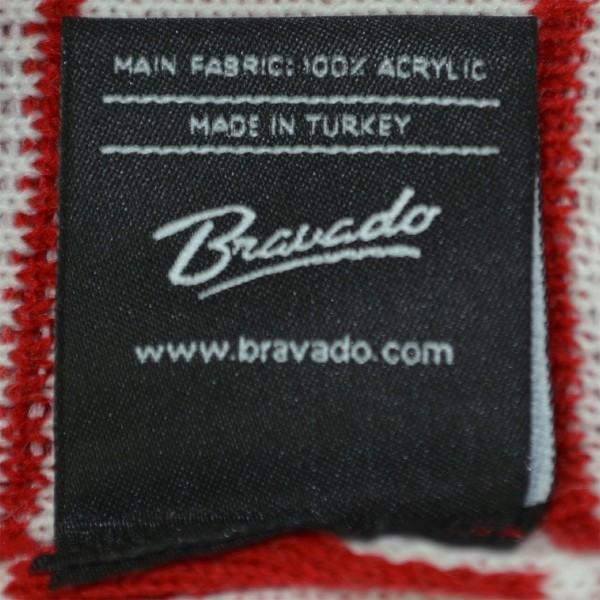 MAIN FABRIC: 100% ACRYLIC
MADE IN TURKEY
Bravado
www.bravado.com